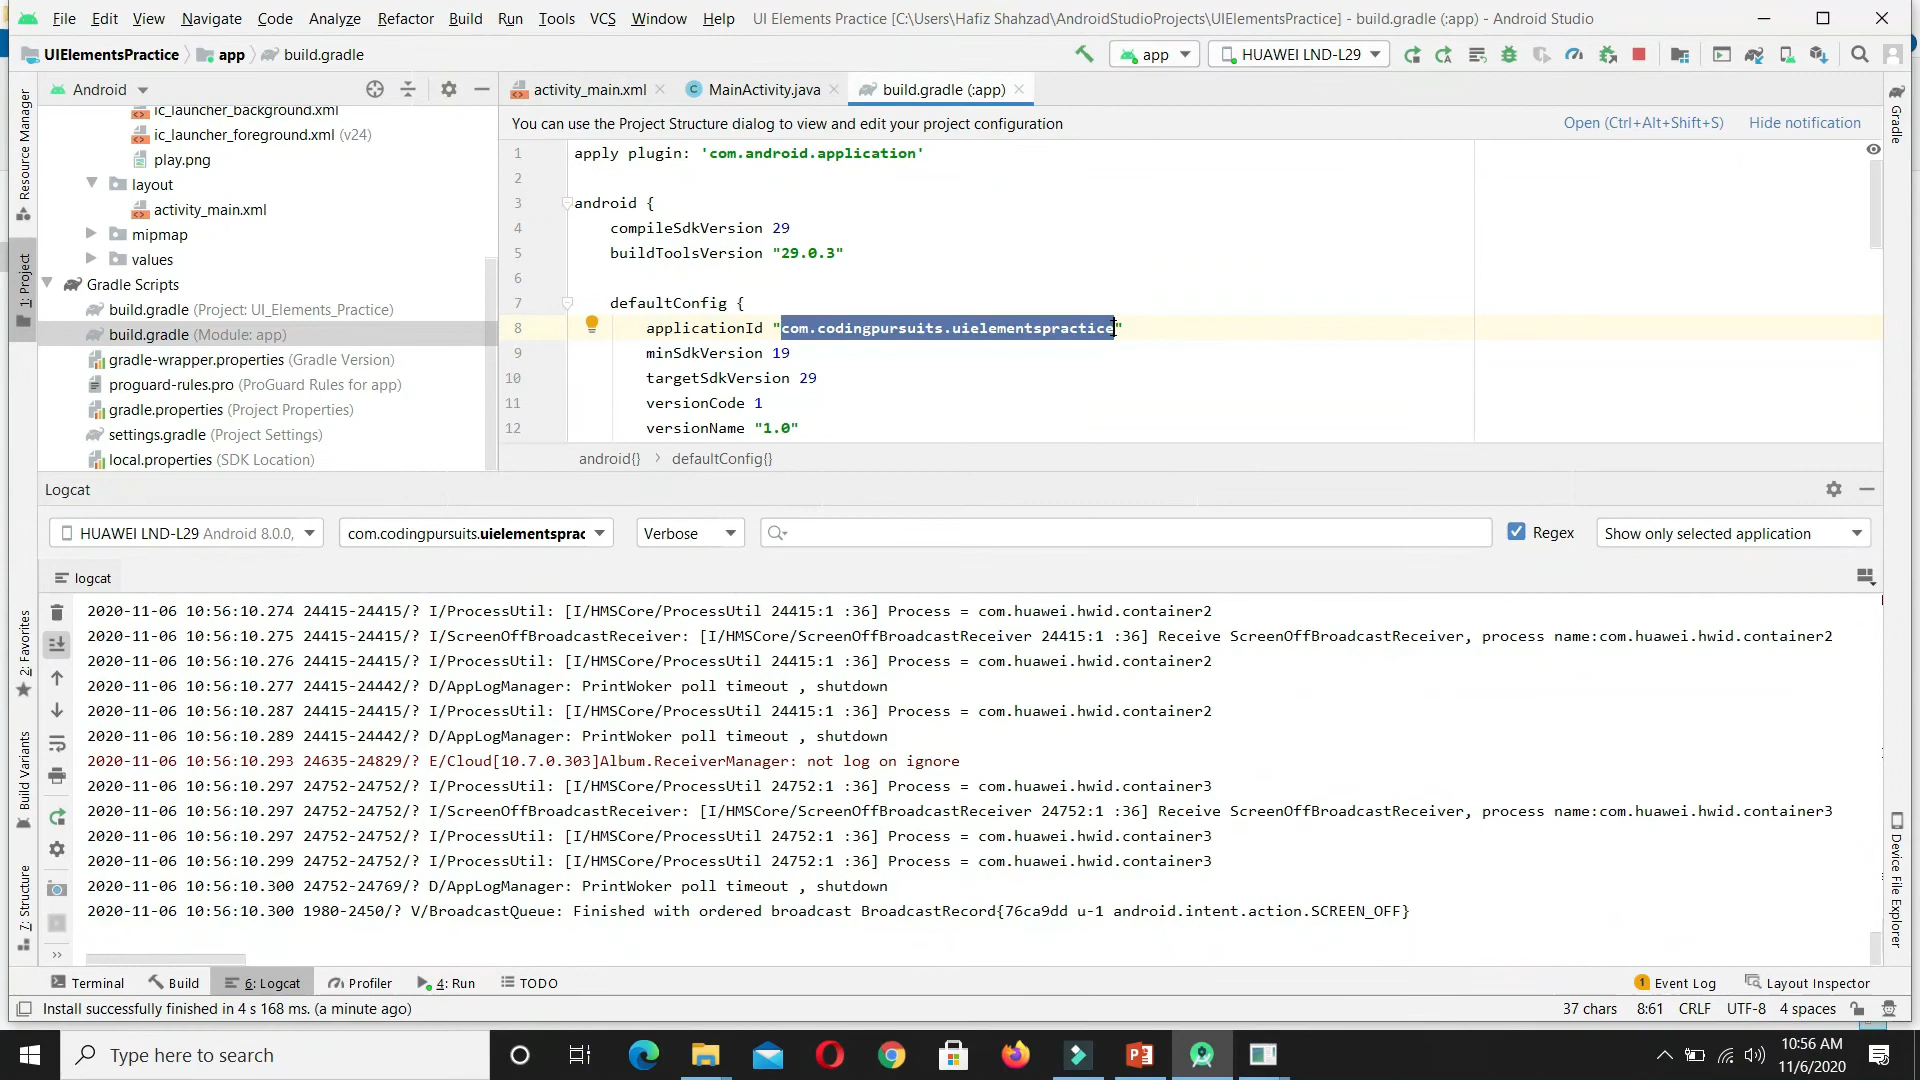 File Edit View Navigate Code Analyze Refactor Build Run Tools VCS Window Help UI Elements Practice [C:\Users\Hafiz Shahzad\AndroidStudioProjects\UIElementsPractice] - build.gradle (:app) - Android Studio
UIElementsPractice app build.gradle app HUAWEI LND-L29
Android activity_main.xml MainActivity.java build.gradle (:app)
ic_launcher_background.xml
ic_launcher_foreground.xml (v24)
play.png
layout
activity_main.xml
mipmap
values
Gradle Scripts
build.gradle (Project: UI_Elements_Practice)
build.gradle (Module: app)
gradle-wrapper.properties (Gradle Version)
proguard-rules.pro (ProGuard Rules for app)
gradle.properties (Project Properties)
settings.gradle (Project Settings)
local.properties (SDK Location)
You can use the Project Structure dialog to view and edit your project configuration Open (Ctrl+Alt+Shift+S) Hide notification
1 apply plugin: 'com.android.application'
2
3 android {
4 compileSdkVersion 29
5 buildToolsVersion "29.0.3"
6
7 defaultConfig {
8 applicationId "com.codingpursuits.uielementspractice"
9 minSdkVersion 19
10 targetSdkVersion 29
11 versionCode 1
12 versionName "1.0"
android{} defaultConfig{}
Resource Manager
1: Project
2: Favorites
Build Variants
7: Structure
Gradle
Device File Explorer
Logcat
HUAWEI LND-L29 Android 8.0.0, com.codingpursuits.uielementsprac Verbose Regex Show only selected application
logcat
2020-11-06 10:56:10.274 24415-24415/? I/ProcessUtil: [I/HMSCore/ProcessUtil 24415:1 :36] Process = com.huawei.hwid.container2
2020-11-06 10:56:10.275 24415-24415/? I/ScreenOffBroadcastReceiver: [I/HMSCore/ScreenOffBroadcastReceiver 24415:1 :36] Receive ScreenOffBroadcastReceiver, process name:com.huawei.hwid.container2
2020-11-06 10:56:10.276 24415-24415/? I/ProcessUtil: [I/HMSCore/ProcessUtil 24415:1 :36] Process = com.huawei.hwid.container2
2020-11-06 10:56:10.277 24415-24442/? D/AppLogManager: PrintWoker poll timeout , shutdown
2020-11-06 10:56:10.287 24415-24415/? I/ProcessUtil: [I/HMSCore/ProcessUtil 24415:1 :36] Process = com.huawei.hwid.container2
2020-11-06 10:56:10.289 24415-24442/? D/AppLogManager: PrintWoker poll timeout , shutdown
2020-11-06 10:56:10.293 24635-24829/? E/Cloud[10.7.0.303]Album.ReceiverManager: not log on ignore
2020-11-06 10:56:10.297 24752-24752/? I/ProcessUtil: [I/HMSCore/ProcessUtil 24752:1 :36] Process = com.huawei.hwid.container3
2020-11-06 10:56:10.297 24752-24752/? I/ScreenOffBroadcastReceiver: [I/HMSCore/ScreenOffBroadcastReceiver 24752:1 :36] Receive ScreenOffBroadcastReceiver, process name:com.huawei.hwid.container3
2020-11-06 10:56:10.297 24752-24752/? I/ProcessUtil: [I/HMSCore/ProcessUtil 24752:1 :36] Process = com.huawei.hwid.container3
2020-11-06 10:56:10.299 24752-24752/? I/ProcessUtil: [I/HMSCore/ProcessUtil 24752:1 :36] Process = com.huawei.hwid.container3
2020-11-06 10:56:10.300 24752-24769/? D/AppLogManager: PrintWoker poll timeout , shutdown
2020-11-06 10:56:10.300 1980-2450/? V/BroadcastQueue: Finished with ordered broadcast BroadcastRecord{76ca9dd u-1 android.intent.action.SCREEN_OFF}
Terminal Build 6: Logcat Profiler 4: Run TODO 1 Event Log Layout Inspector
Install successfully finished in 4 s 168 ms. (a minute ago) 37 chars 8:61 CRLF UTF-8 4 spaces
Type here to search
10:56 AM
11/6/2020